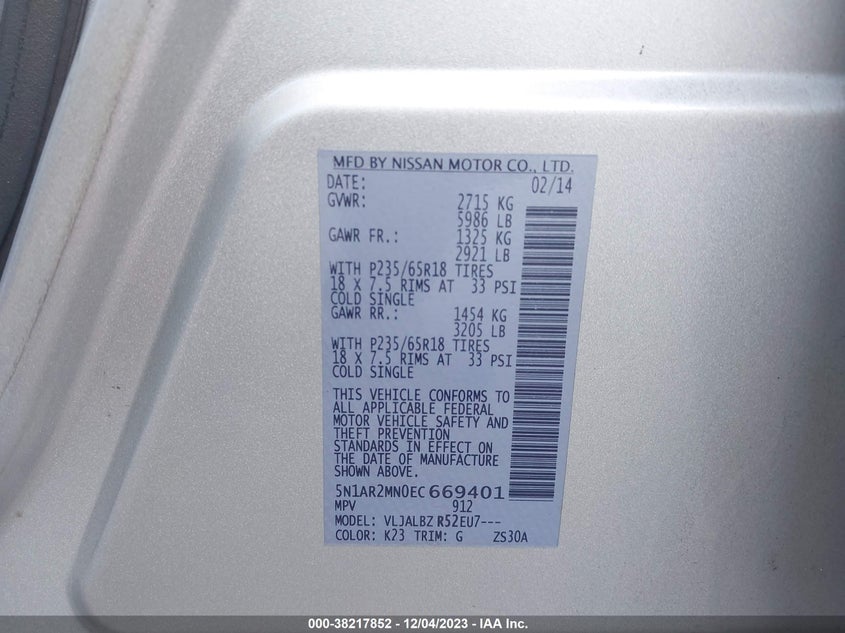 MFD BY NISSAN MOTOR CO., LTD.
DATE: 02/14
GVWR: 2715 KG
5986 LB
GAWR FR.: 1325 KG
2921 LB
WITH P235/65R18 TIRES
18 X 7.5 RIMS AT 33 PSI
COLD SINGLE
GAWR RR.: 1454 KG
3205 LB
WITH P235/65R18 TIRES
18 X 7.5 RIMS AT 33 PSI
COLD SINGLE
THIS VEHICLE CONFORMS TO
ALL APPLICABLE FEDERAL
MOTOR VEHICLE SAFETY AND
THEFT PREVENTION
STANDARDS IN EFFECT ON
THE DATE OF MANUFACTURE
SHOWN ABOVE.
5N1AR2MN0EC669401
MPV 912
MODEL: VLJALBZ R52EU7---
COLOR: K23 TRIM: G ZS30A
000-38217852 - 12/04/2023 - IAA Inc.